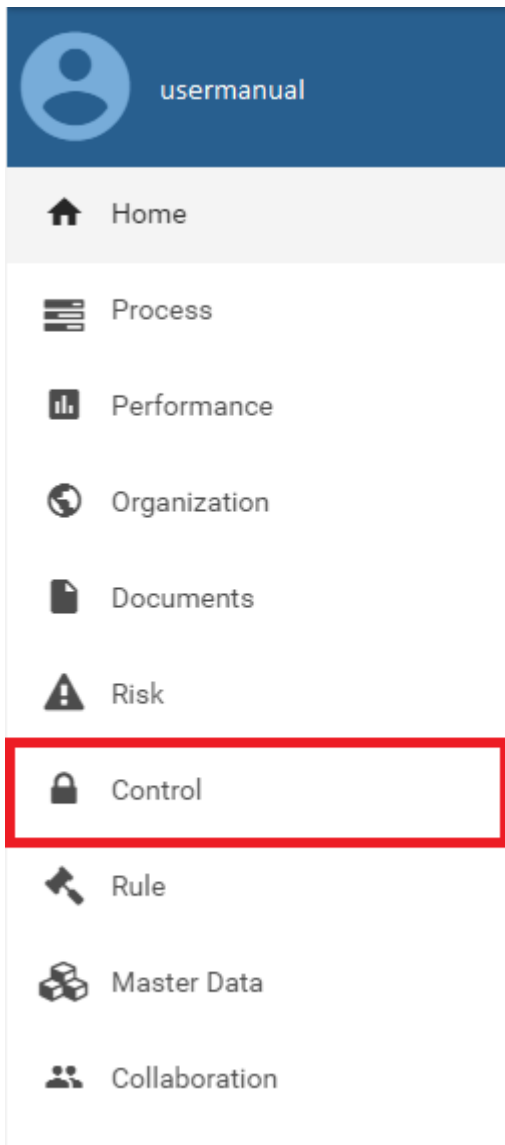 usermanual
Home
Process
Performance
Organization
Documents
Risk
Control
Rule
Master Data
Collaboration